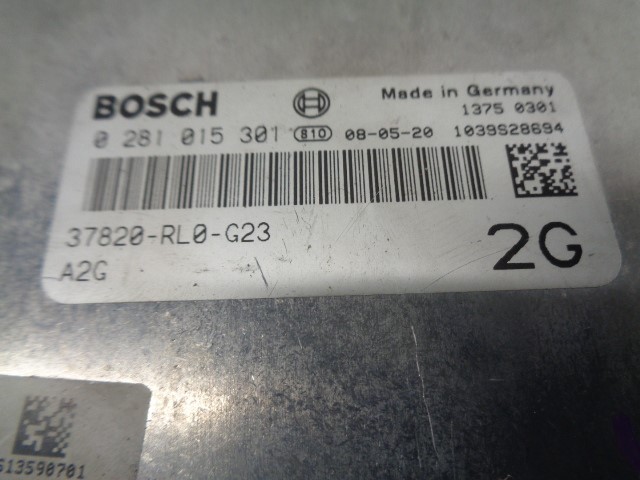 BOSCH Made in Germany
1375 0301
0 281 015 301 810 08-05-20 1039S28694
37820-RL0-G23
A2G 2G
613590701